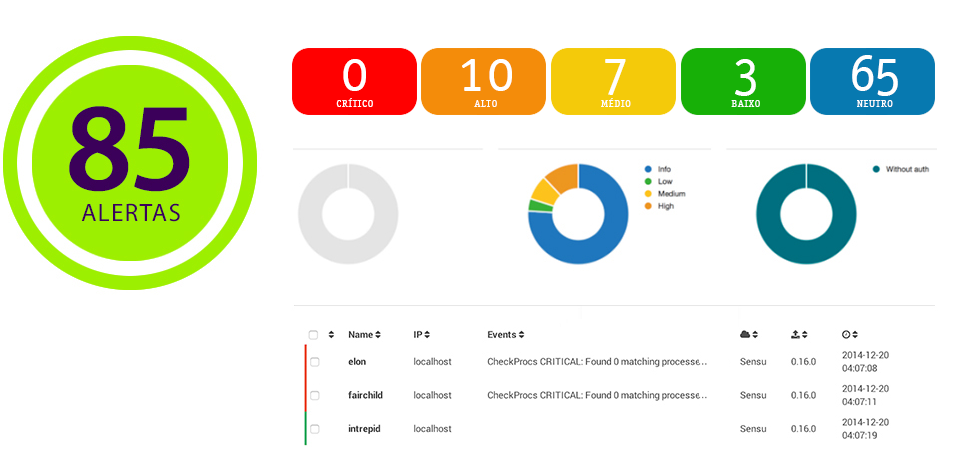 85
ALERTAS
0
CRÍTICO
10
ALTO
7
MÉDIO
3
BAIXO
65
NEUTRO
Info
Low
Medium
High
Without auth
Name IP Events
elon localhost CheckProcs CRITICAL: Found 0 matching processe... Sensu 0.16.0 2014-12-20
04:07:08
fairchild localhost CheckProcs CRITICAL: Found 0 matching processe... Sensu 0.16.0 2014-12-20
04:07:11
intrepid localhost Sensu 0.16.0 2014-12-20
04:07:19